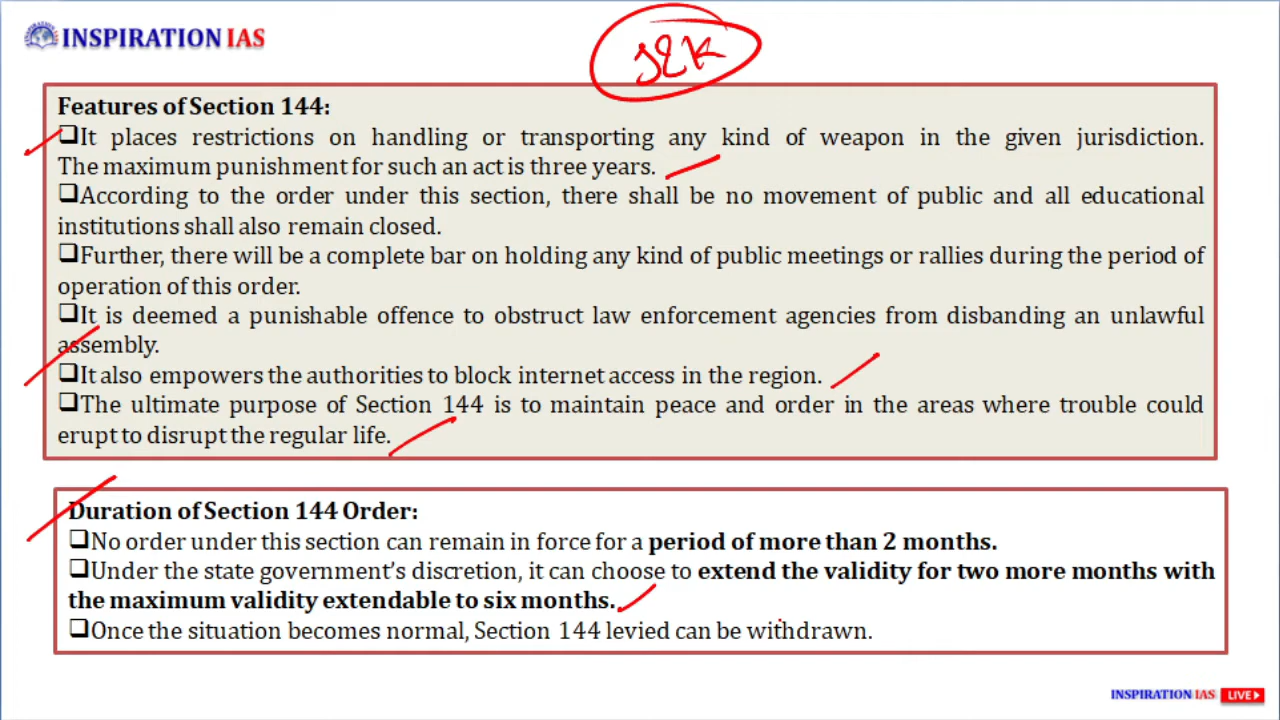 INSPIRATION IAS
J&K
Features of Section 144:
❑It places restrictions on handling or transporting any kind of weapon in the given jurisdiction.
The maximum punishment for such an act is three years.
❑According to the order under this section, there shall be no movement of public and all educational
institutions shall also remain closed.
❑Further, there will be a complete bar on holding any kind of public meetings or rallies during the period of
operation of this order.
❑It is deemed a punishable offence to obstruct law enforcement agencies from disbanding an unlawful
assembly.
❑It also empowers the authorities to block internet access in the region.
❑The ultimate purpose of Section 144 is to maintain peace and order in the areas where trouble could
erupt to disrupt the regular life.
Duration of Section 144 Order:
❑No order under this section can remain in force for a period of more than 2 months.
❑Under the state government's discretion, it can choose to extend the validity for two more months with
the maximum validity extendable to six months.
❑Once the situation becomes normal, Section 144 levied can be withdrawn.
INSPIRATION IAS LIVE